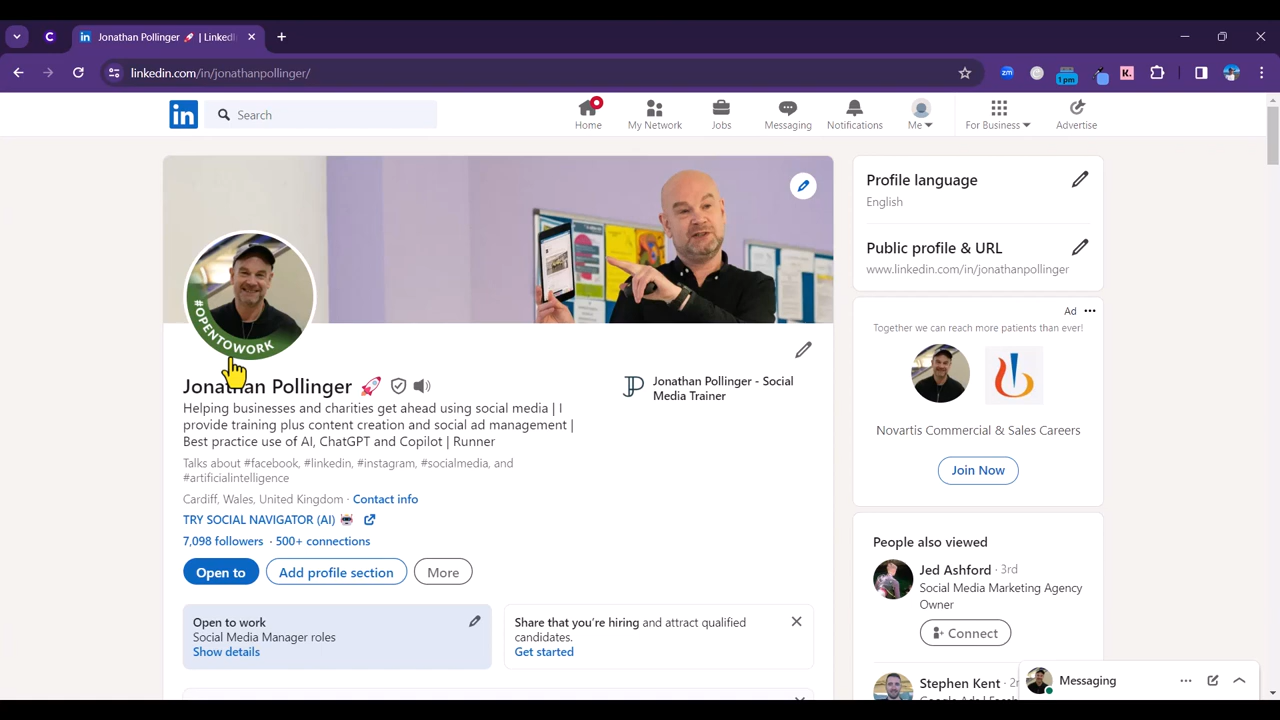 Jonathan Pollinger 🚀 | LinkedI
linkedin.com/in/jonathanpollinger/
zm
1 pm
K
in
Search
Home
My Network
Jobs
Messaging
Notifications
Me
For Business
Advertise
#OPENTOWORK
Jonathan Pollinger 🚀
Helping businesses and charities get ahead using social media | I
provide training plus content creation and social ad management |
Best practice use of AI, ChatGPT and Copilot | Runner
Talks about #facebook, #linkedin, #instagram, #socialmedia, and
#artificialintelligence
Cardiff, Wales, United Kingdom · Contact info
TRY SOCIAL NAVIGATOR (AI)
7,098 followers · 500+ connections
Open to
Add profile section
More
JP
Jonathan Pollinger - Social
Media Trainer
Open to work
Social Media Manager roles
Show details
Share that you're hiring and attract qualified
candidates.
Get started
Profile language
English
Public profile & URL
www.linkedin.com/in/jonathanpollinger
Ad
Together we can reach more patients than ever!
Novartis Commercial & Sales Careers
Join Now
People also viewed
Jed Ashford · 3rd
Social Media Marketing Agency
Owner
Connect
Stephen Kent · 2n
Messaging